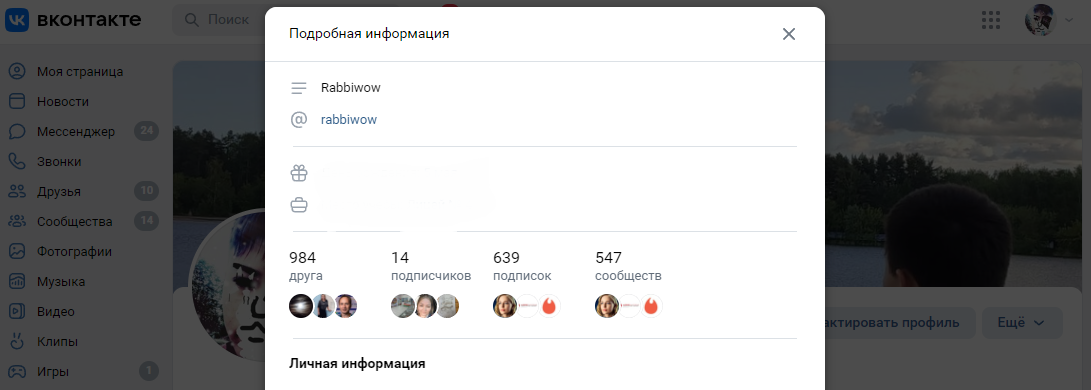 вконтакте
Поиск
Подробная информация
Моя страница
Новости
Мессенджер 24
Звонки
Друзья 10
Сообщества 14
Фотографии
Музыка
Видео
Клипы
Игры 1
Rabbiwow
rabbiwow
984
друга
14
подписчиков
639
подписок
547
сообществ
Личная информация
актировать профиль
Ещё